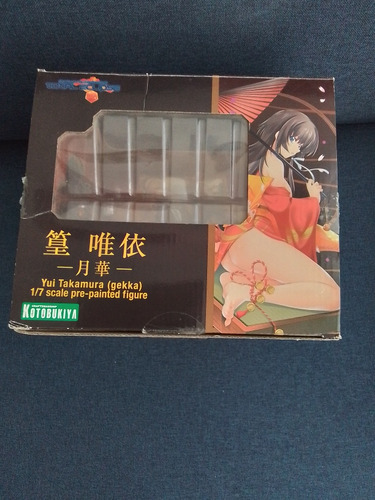 篁 唯依
—月華—
Yui Takamura (gekka)
1/7 scale pre-painted figure
KOTOBUKIYA